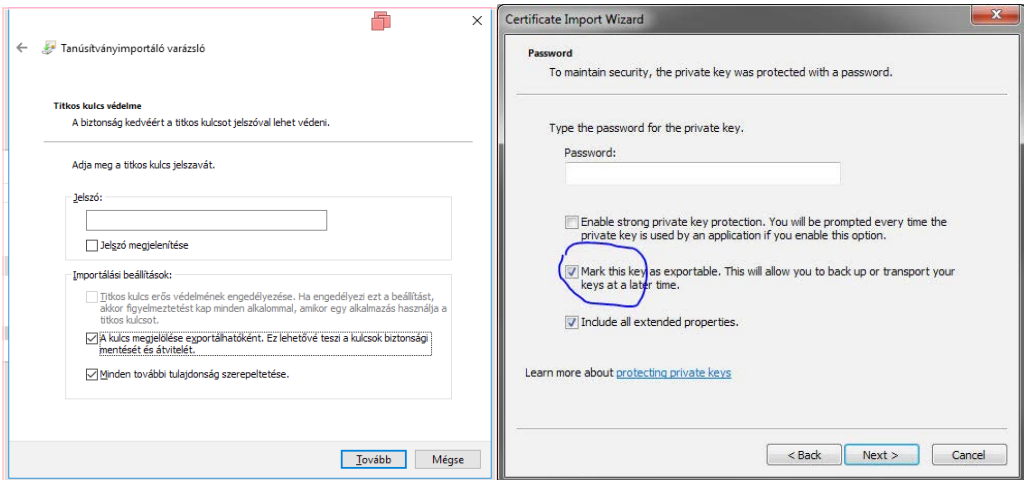 Tanúsítványimportáló varázsló
Titkos kulcs védelme
A biztonság kedvéért a titkos kulcsot jelszóval lehet védeni.
Adja meg a titkos kulcs jelszavát.
Jelszó:
Jelszó megjelenítése
Importálási beállítások:
Titkos kulcs erős védelmének engedélyezése. Ha engedélyezi ezt a beállítást,
akkor figyelmeztetést kap minden alkalommal, amikor egy alkalmazás használja a
titkos kulcsot.
A kulcs megjelölése exportálhatóként. Ez lehetővé teszi a kulcsok biztonsági
mentését és átvitelét.
Minden további tulajdonság szerepeltetése.
Tovább
Mégse
Certificate Import Wizard
Password
To maintain security, the private key was protected with a password.
Type the password for the private key.
Password:
Enable strong private key protection. You will be prompted every time the
private key is used by an application if you enable this option.
Mark this key as exportable. This will allow you to back up or transport your
keys at a later time.
Include all extended properties.
Learn more about protecting private keys
< Back
Next >
Cancel